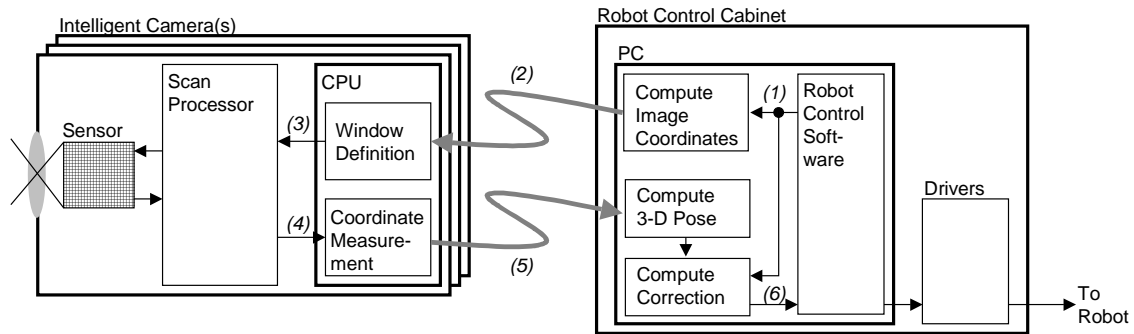 Intelligent Camera(s)
Scan
Processor
CPU
Sensor
(3)
Window
Definition
(4)
Coordinate
Measure-
ment
(2)
(5)
Robot Control Cabinet
PC
Compute
Image
Coordinates
(1)
Robot
Control
Soft-
ware
Compute
3-D Pose
Compute
Correction
(6)
Drivers
To
Robot